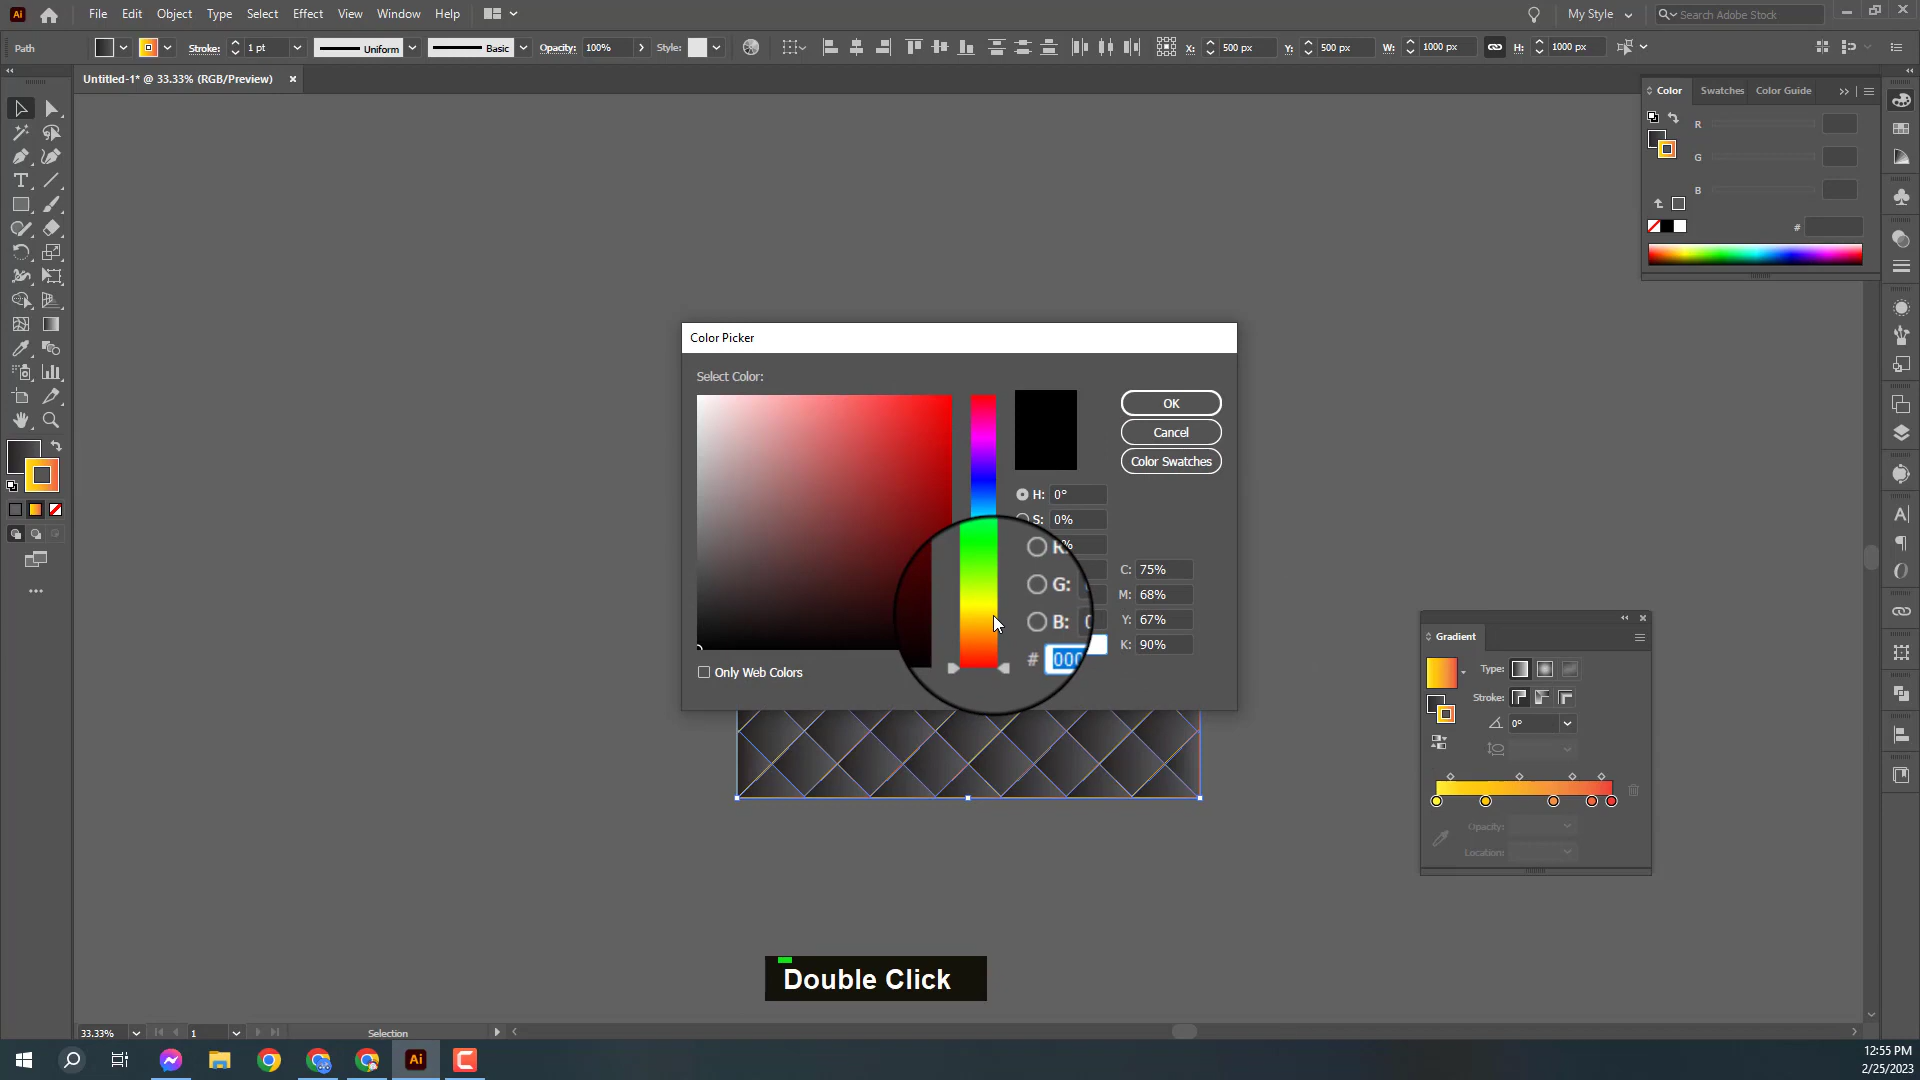 Ai File Edit Object Type Select Effect View Window Help My Style Search Adobe Stock
Path Stroke: 1 pt Uniform Basic Opacity: 100% Style: X: 500 px Y: 500 px W: 1000 px H: 1000 px
Untitled-1* @ 33.33% (RGB/Preview) ×
Color Swatches Color Guide
R
G
B
#
Color Picker
Select Color:
OK
Cancel
Color Swatches
H: 0°
S: 0%
%
G:
B:
#
000
C: 75%
M: 68%
Y: 67%
K: 90%
Only Web Colors
Gradient
Type:
Stroke:
0°
Opacity:
Location:
Double Click
33.33% 1 Selection
Ai
12:55 PM
2/25/2023